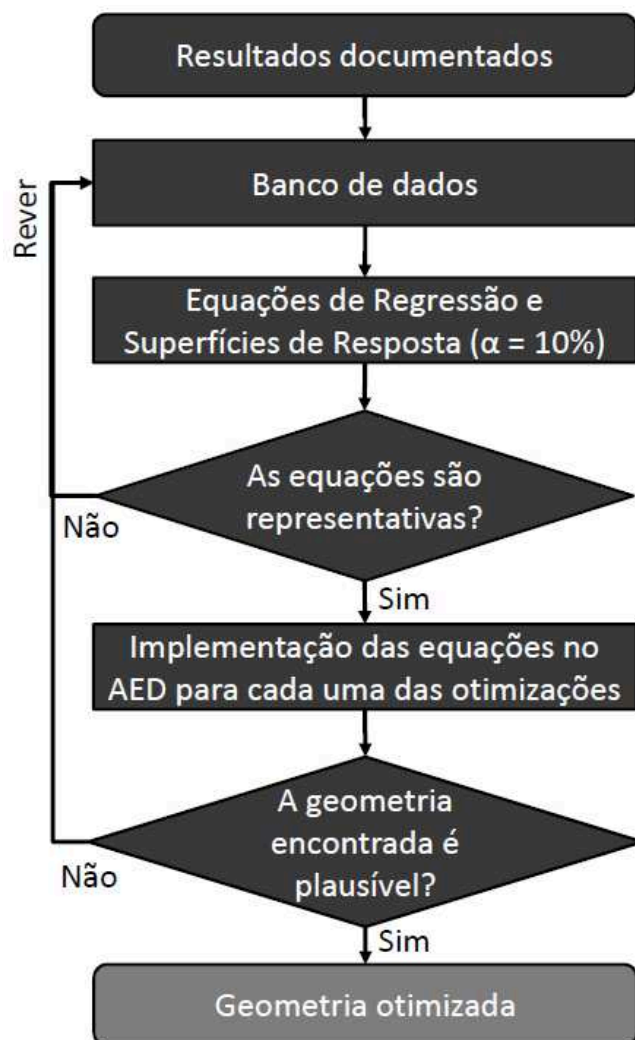 Resultados documentados
Banco de dados
Rever
Equações de Regressão e
Superfícies de Resposta (α = 10%)
As equações são
representativas?
Não
Sim
Implementação das equações no
AED para cada uma das otimizações
A geometria
encontrada é
plausível?
Não
Sim
Geometria otimizada